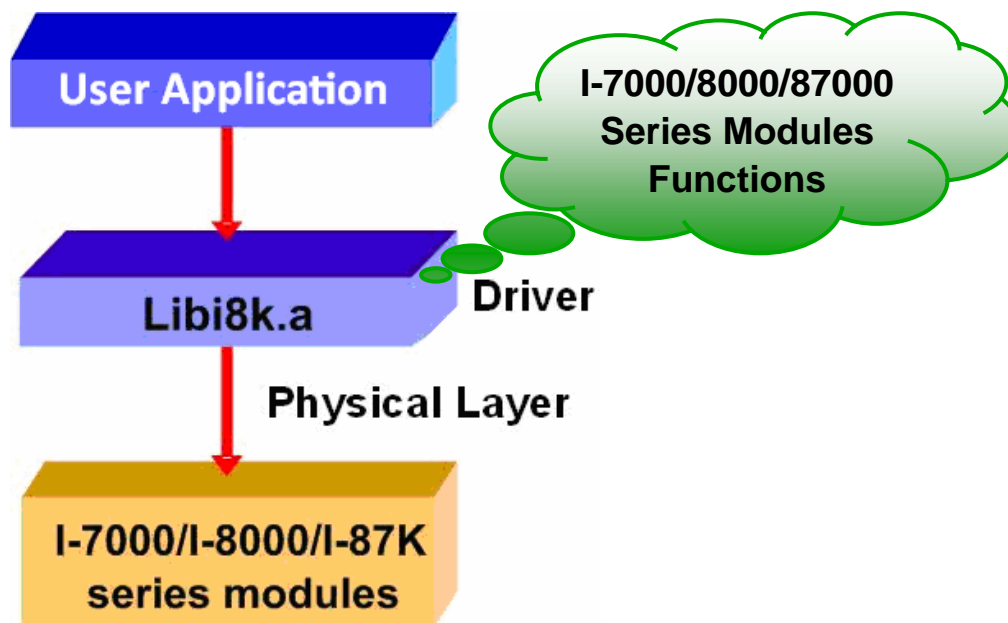 User Application
I-7000/8000/87000
Series Modules
Functions
Libi8k.a
Driver
Physical Layer
I-7000/I-8000/I-87K
series modules